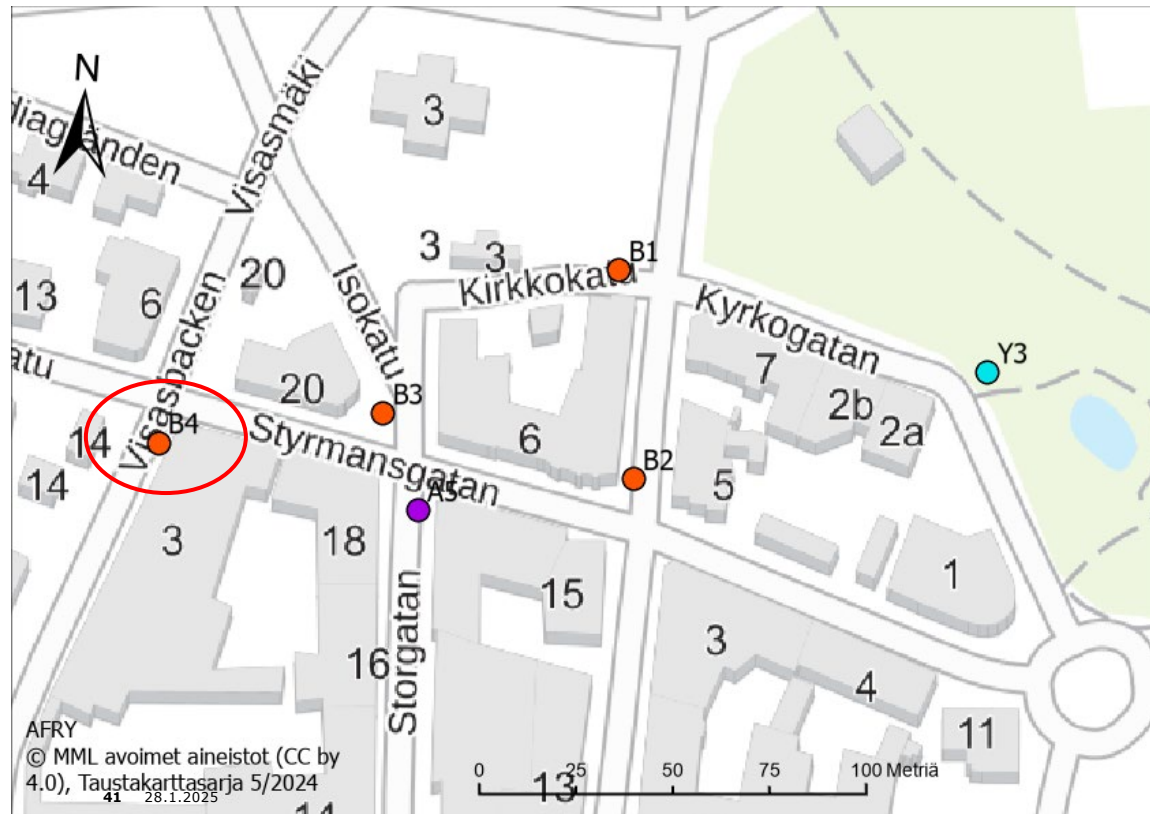 N
Visasmäki
diagränden
3
4
3
3
B1
20
Isokatu
Kirkkokatu
13
6
Visasbacken
Kyrkogatan
Y3
atu
7
20
B3
2b
2a
14
B4
Styrmansgatan
6
14
B2
5
A5
3
18
15
1
3
16
Storgatan
4
11
AFRY
© MML avoimet aineistot (CC by
4.0), Taustakarttasarja 5/2024
0 25 50 75 100 Metriä
13
41 28.1.2025